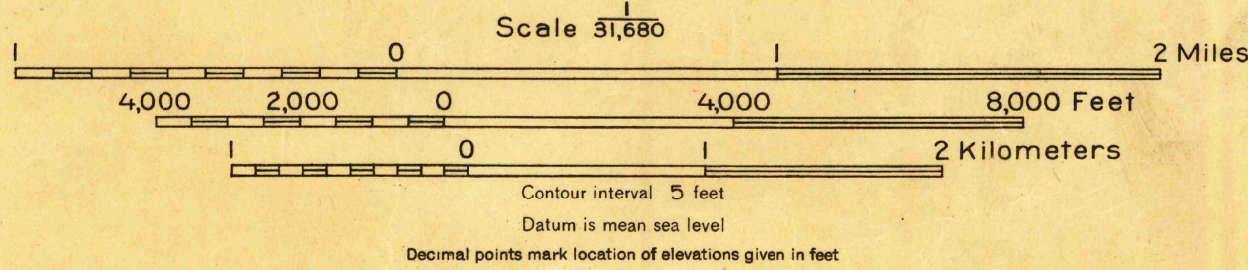 Scale 1/31,680
1 0 1 2 Miles
4,000 2,000 0 4,000 8,000 Feet
1 0 1 2 Kilometers
Contour interval 5 feet
Datum is mean sea level
Decimal points mark location of elevations given in feet